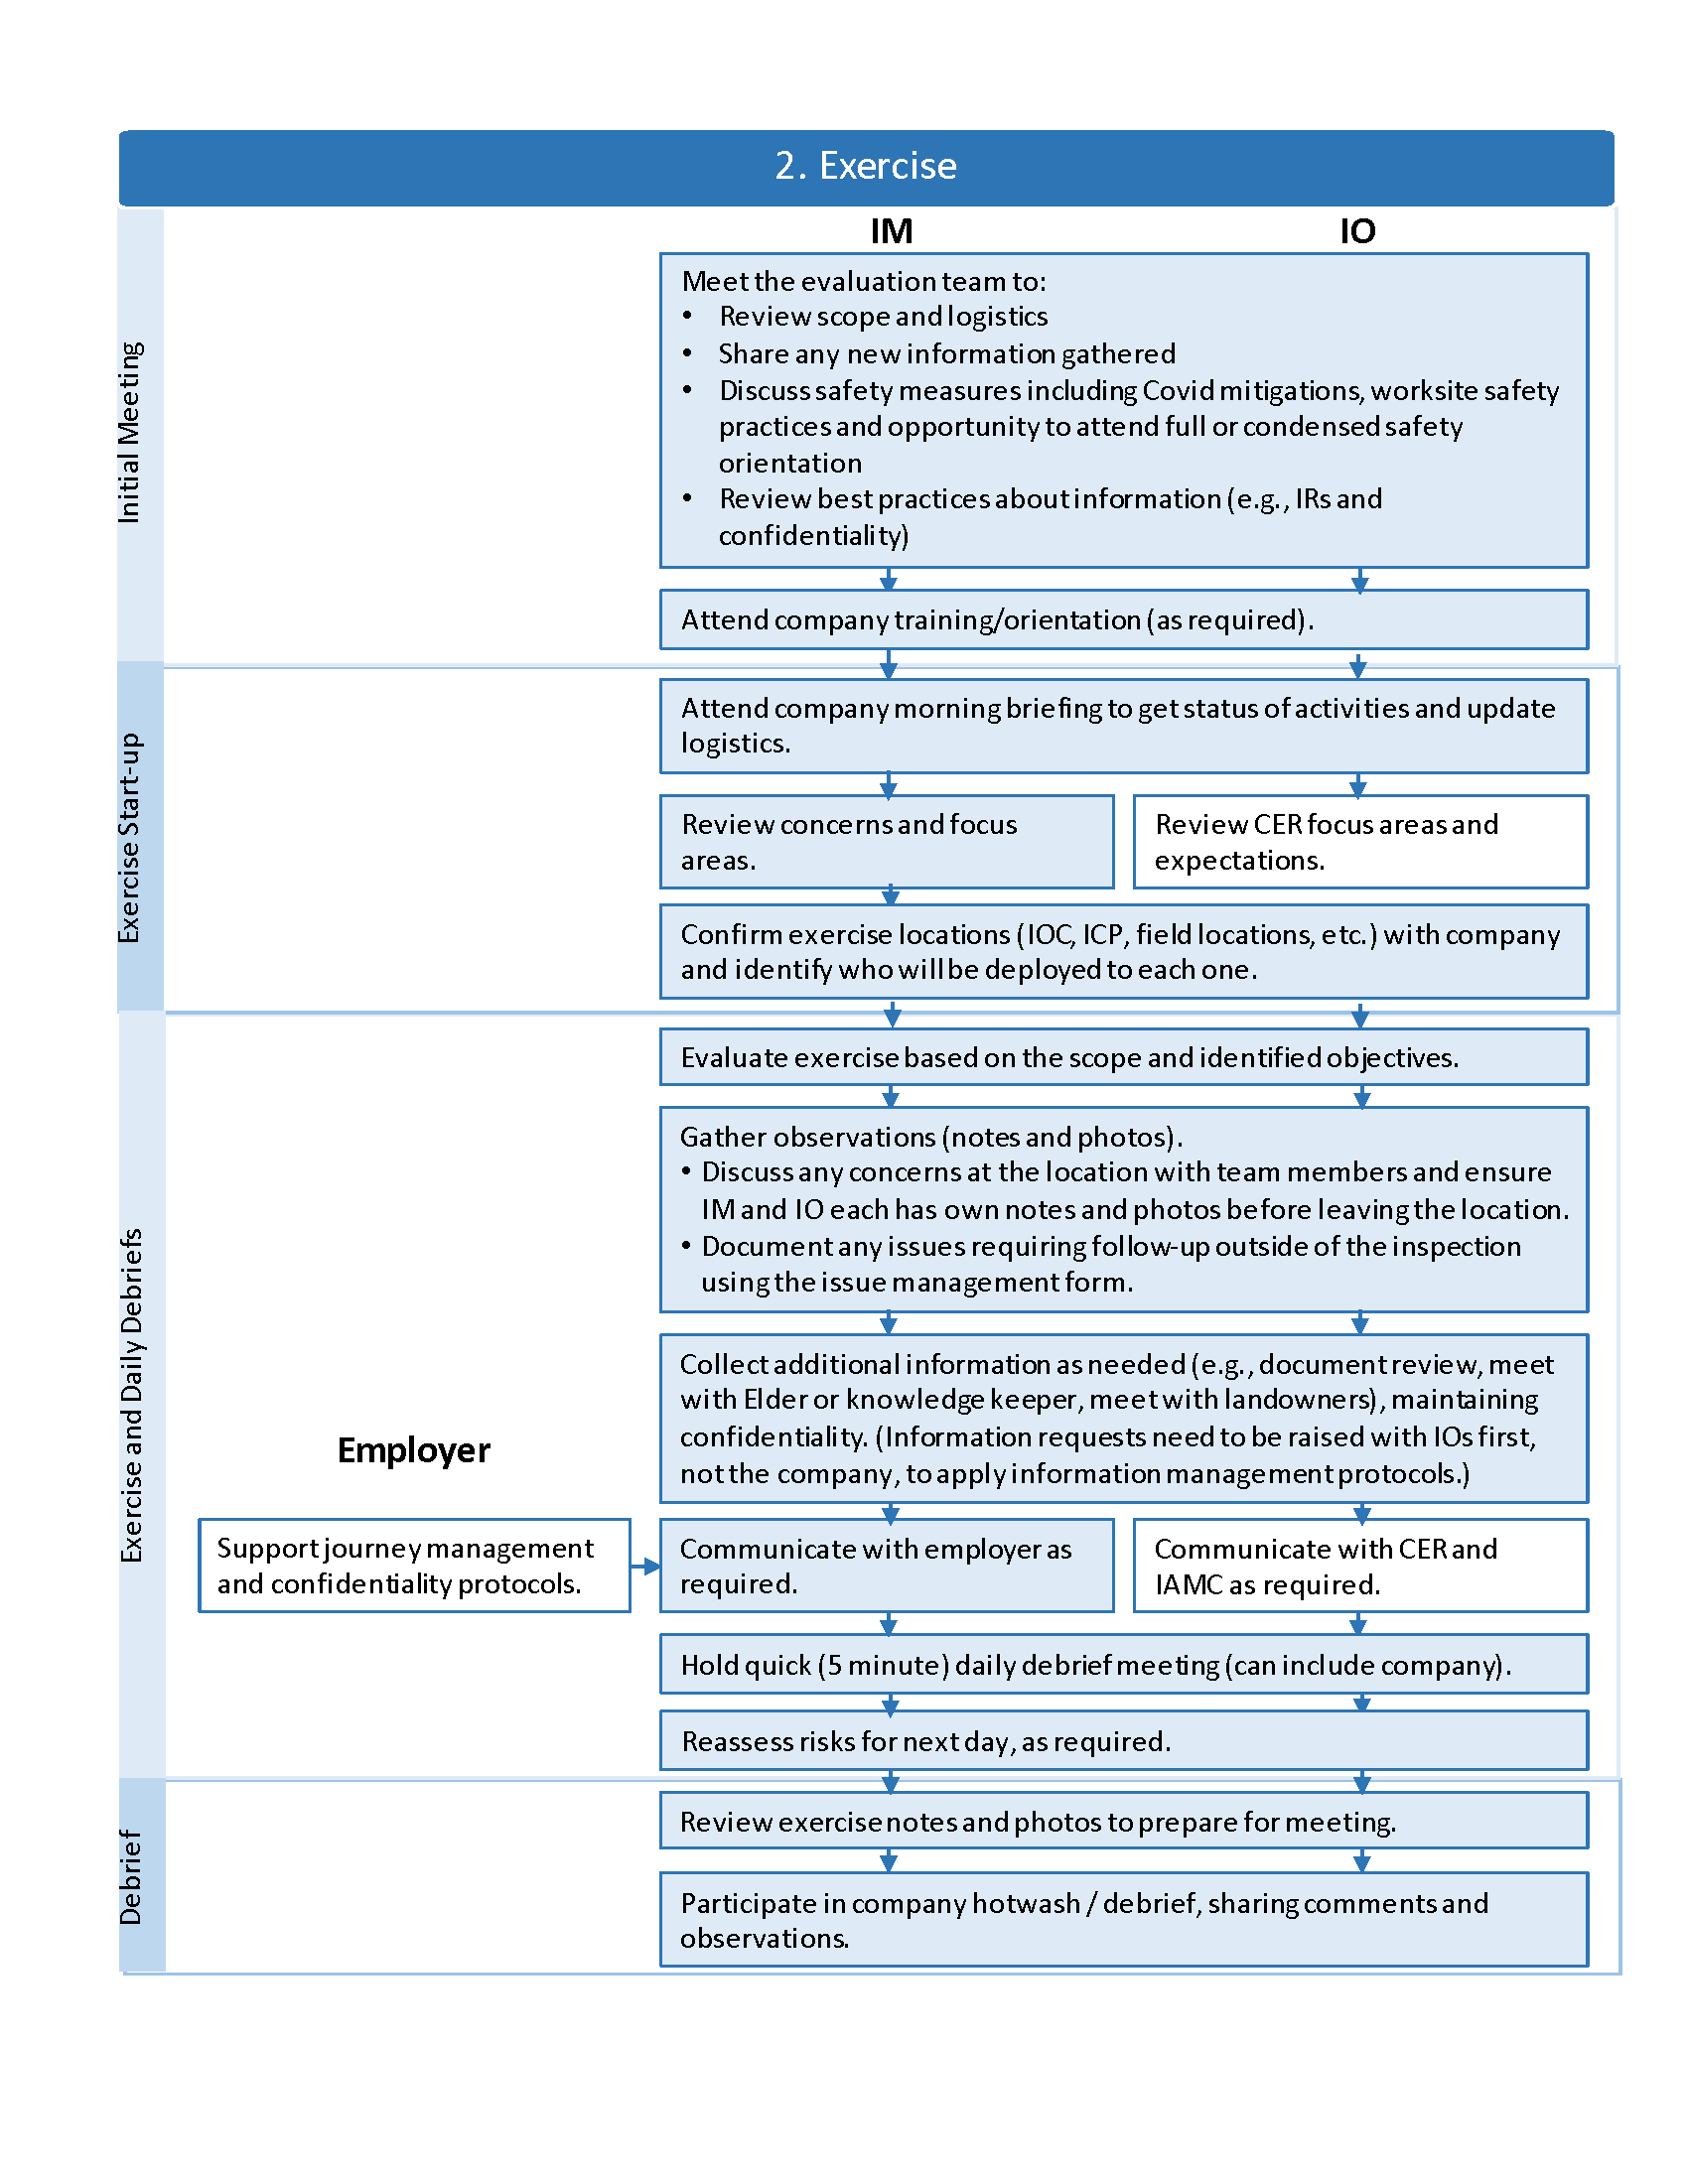 2. Exercise
IM
IO
Initial Meeting
Meet the evaluation team to:
• Review scope and logistics
• Share any new information gathered
• Discuss safety measures including Covid mitigations, worksite safety
practices and opportunity to attend full or condensed safety
orientation
• Review best practices about information (e.g., IRs and
confidentiality)
Attend company training/orientation (as required).
Exercise Start-up
Attend company morning briefing to get status of activities and update
logistics.
Review concerns and focus
areas.
Review CER focus areas and
expectations.
Confirm exercise locations (IOC, ICP, field locations, etc.) with company
and identify who will be deployed to each one.
Exercise and Daily Debriefs
Evaluate exercise based on the scope and identified objectives.
Gather observations (notes and photos).
• Discuss any concerns at the location with team members and ensure
IM and IO each has own notes and photos before leaving the location.
• Document any issues requiring follow-up outside of the inspection
using the issue management form.
Collect additional information as needed (e.g., document review, meet
with Elder or knowledge keeper, meet with landowners), maintaining
confidentiality. (Information requests need to be raised with IOs first,
not the company, to apply information management protocols.)
Employer
Support journey management
and confidentiality protocols.
Communicate with employer as
required.
Communicate with CER and
IAMC as required.
Hold quick (5 minute) daily debrief meeting (can include company).
Reassess risks for next day, as required.
Debrief
Review exercise notes and photos to prepare for meeting.
Participate in company hotwash / debrief, sharing comments and
observations.